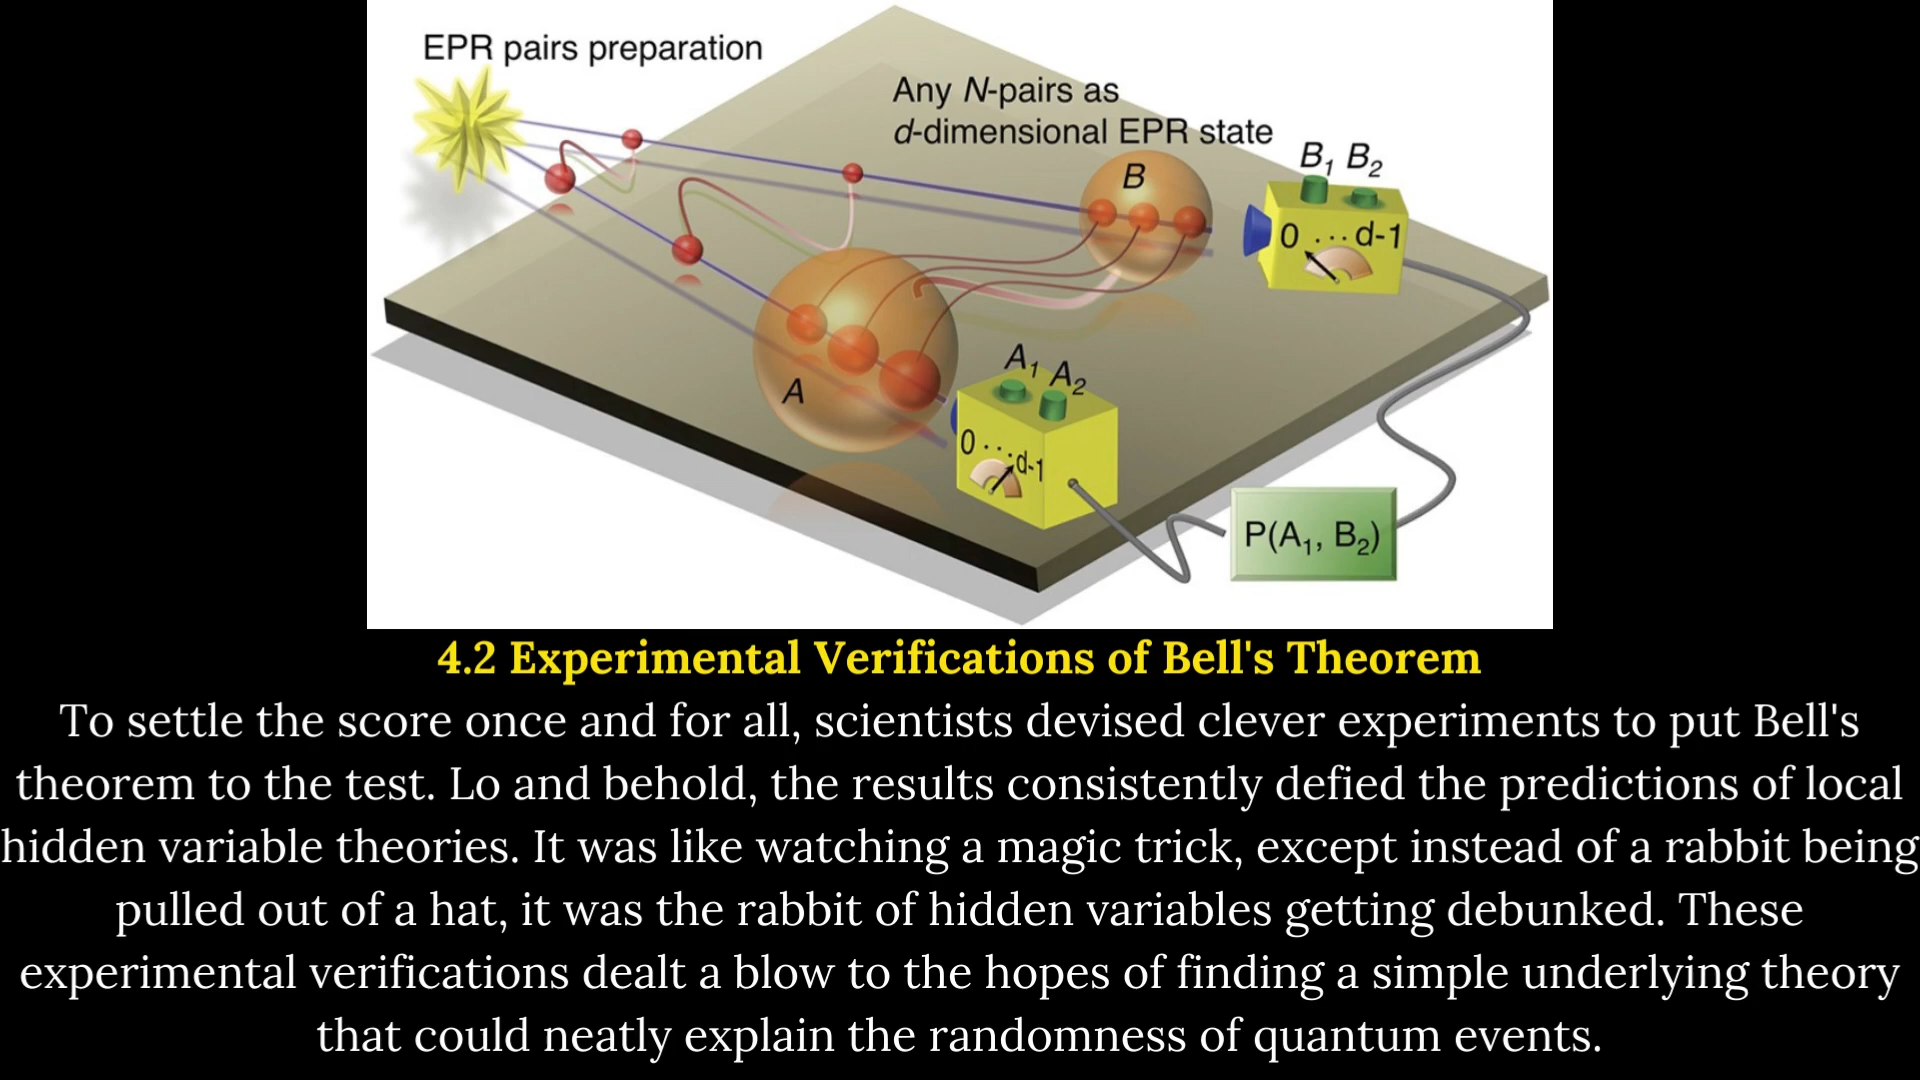 EPR pairs preparation
Any N-pairs as
d-dimensional EPR state
B
B₁ B₂
0 ... d-1
A
A₁ A₂
0 ... d-1
P(A₁, B₂)
4.2 Experimental Verifications of Bell's Theorem
To settle the score once and for all, scientists devised clever experiments to put Bell's
theorem to the test. Lo and behold, the results consistently defied the predictions of local
hidden variable theories. It was like watching a magic trick, except instead of a rabbit being
pulled out of a hat, it was the rabbit of hidden variables getting debunked. These
experimental verifications dealt a blow to the hopes of finding a simple underlying theory
that could neatly explain the randomness of quantum events.